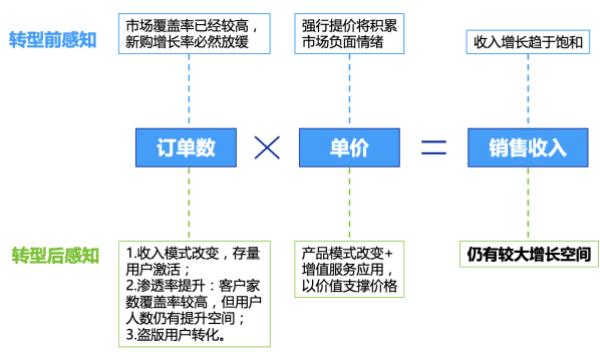 转型前感知
市场覆盖率已经较高，
新购增长率必然放缓
强行提价将积累
市场负面情绪
收入增长趋于饱和
订单数 × 单价 = 销售收入
转型后感知
1.收入模式改变，存量
用户激活；
2.渗透率提升：客户家
数覆盖率较高，但用户
人数仍有提升空间；
3.盗版用户转化。
产品模式改变+
增值服务应用，
以价值支撑价格
仍有较大增长空间